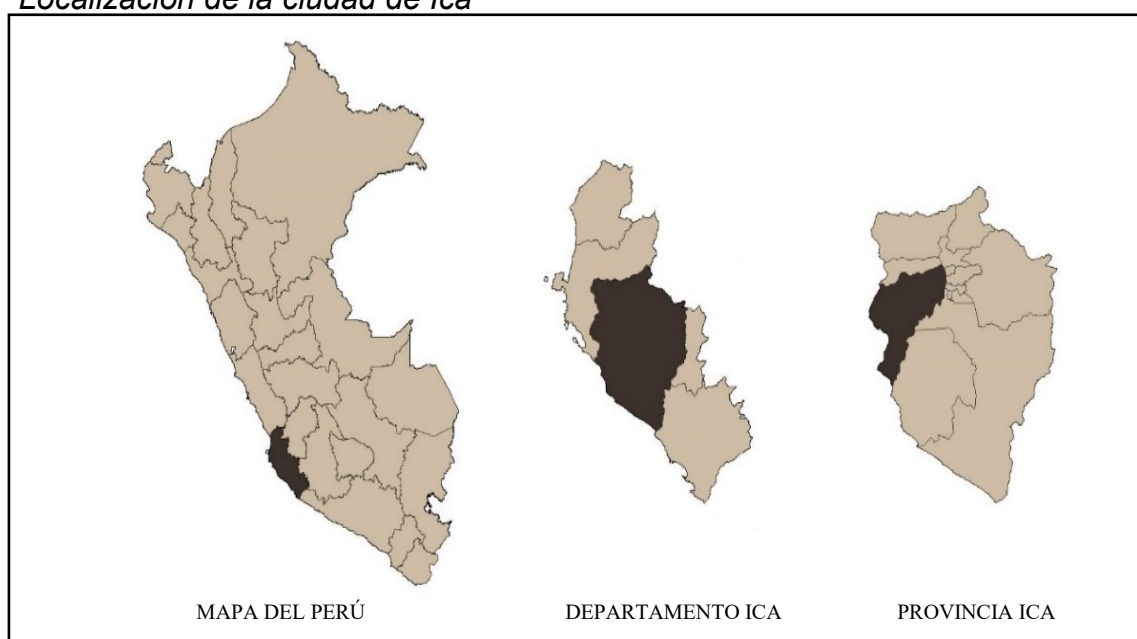 Localización de la ciudad de Ica
MAPA DEL PERÚ
DEPARTAMENTO ICA
PROVINCIA ICA